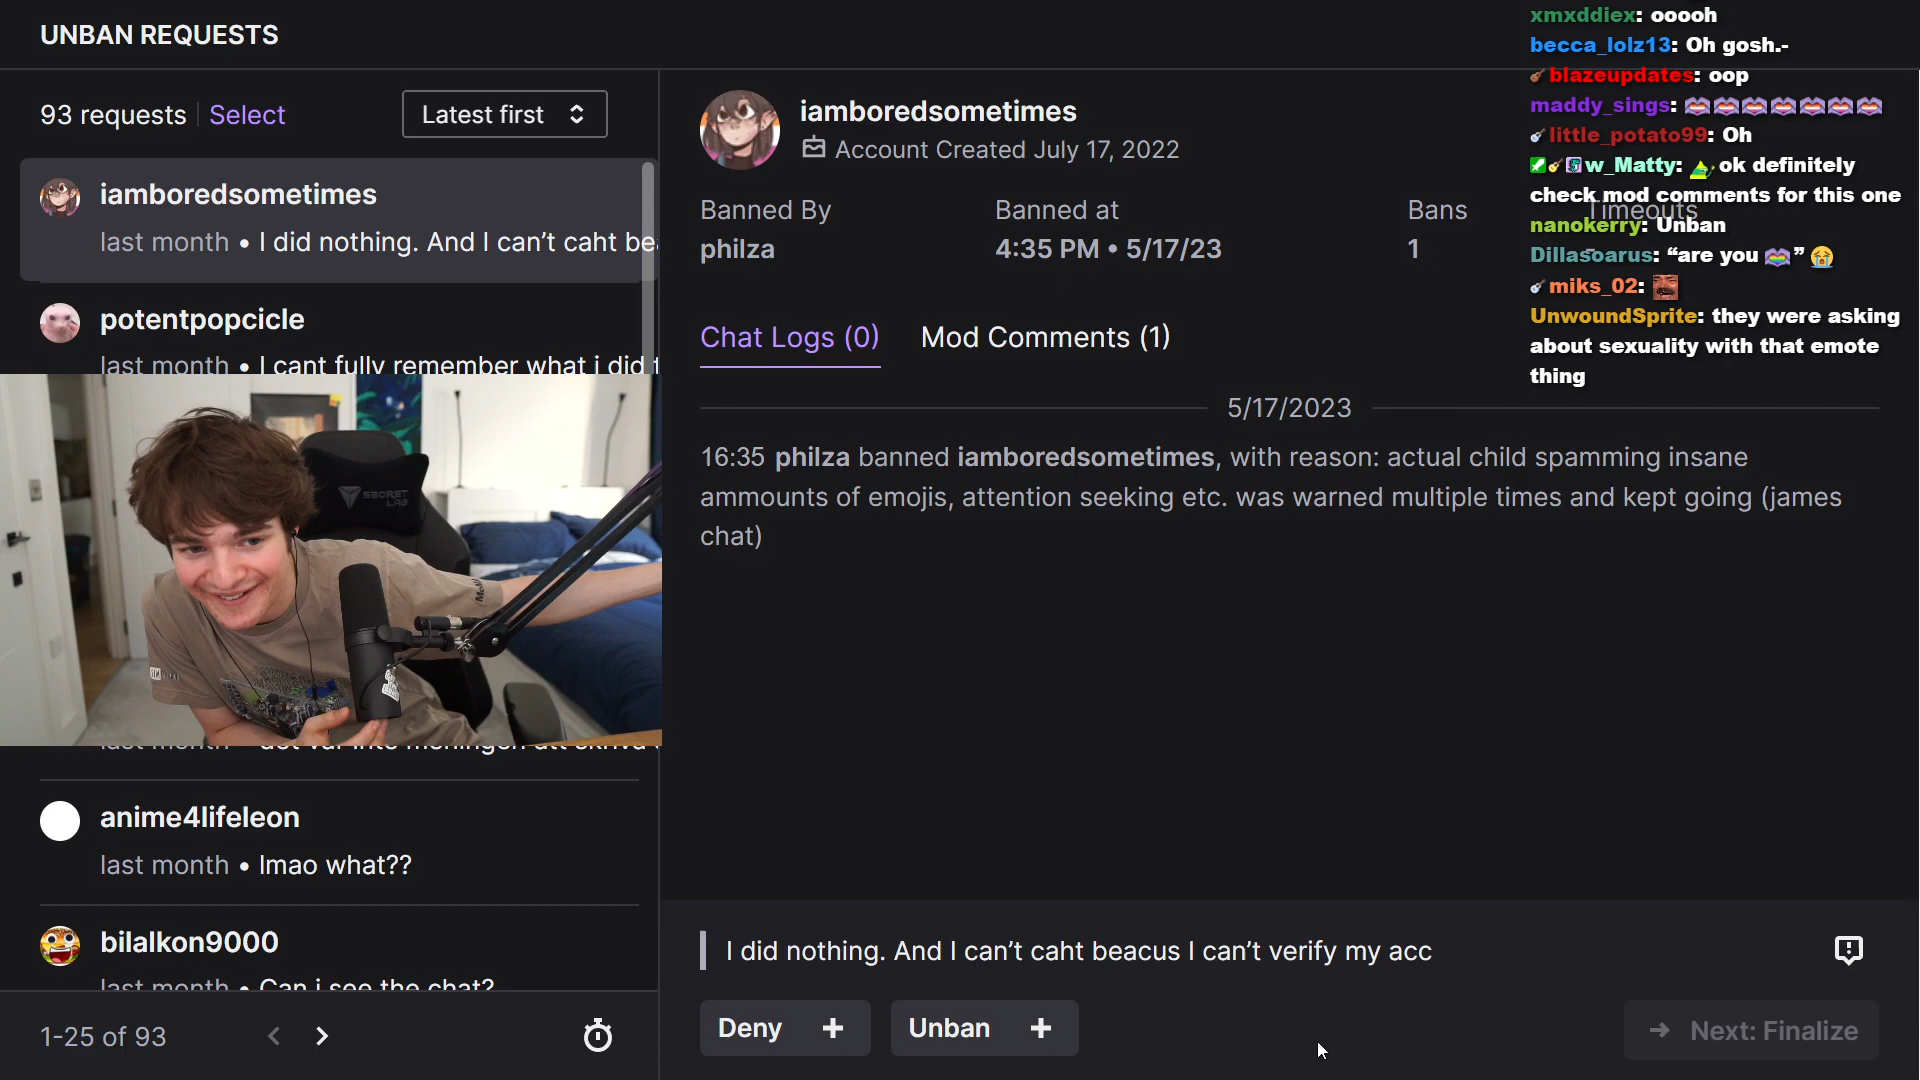 UNBAN REQUESTS
93 requests
Select
Latest first
iamboredsometimes
last month • I did nothing. And I can't caht bea
potentpopcicle
last month • I cant fully remember what i did f
SECRET
LAB
anime4lifeleon
last month • lmao what??
bilalkon9000
last month • Can i see the chat?
1-25 of 93
iamboredsometimes
Account Created July 17, 2022
Banned By
philza
Banned at
4:35 PM • 5/17/23
Bans
1
Timeouts
Chat Logs (0)
Mod Comments (1)
5/17/2023
16:35 philza banned iamboredsometimes, with reason: actual child spamming insane
ammounts of emojis, attention seeking etc. was warned multiple times and kept going (james
chat)
I did nothing. And I can't caht beacus I can't verify my acc
Deny +
Unban +
Next: Finalize
xmxddiex: ooooh
becca_lolz13: Oh gosh.-
blazeupdates: oop
maddy_sings:
little_potato99: Oh
w_Matty: ok definitely
check mod comments for this one
nanokerry: Unban
Dillasoarus: “are you ” 😭
miks_02:
UnwoundSprite: they were asking
about sexuality with that emote
thing